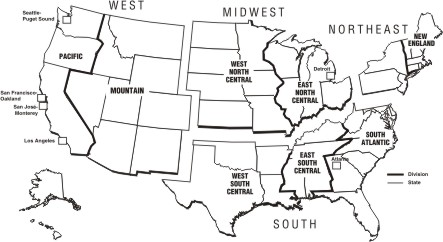 WEST
MIDWEST
NORTHEAST
Seattle-
Puget Sound
NEW
ENGLAND
PACIFIC
WEST
NORTH
CENTRAL
Detroit
MOUNTAIN
EAST
NORTH
CENTRAL
San Francisco-
Oakland
San Jose-
Monterey
Los Angeles
SOUTH
ATLANTIC
EAST
SOUTH
CENTRAL
Atlanta
WEST
SOUTH
CENTRAL
Division
State
SOUTH